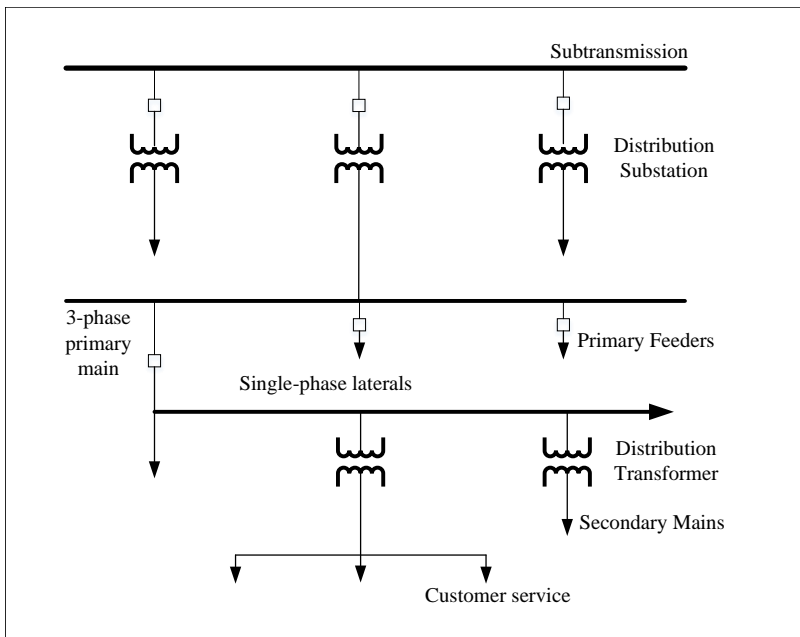 Subtransmission
Distribution
Substation
3-phase
primary
main
Primary Feeders
Single-phase laterals
Distribution
Transformer
Secondary Mains
Customer service